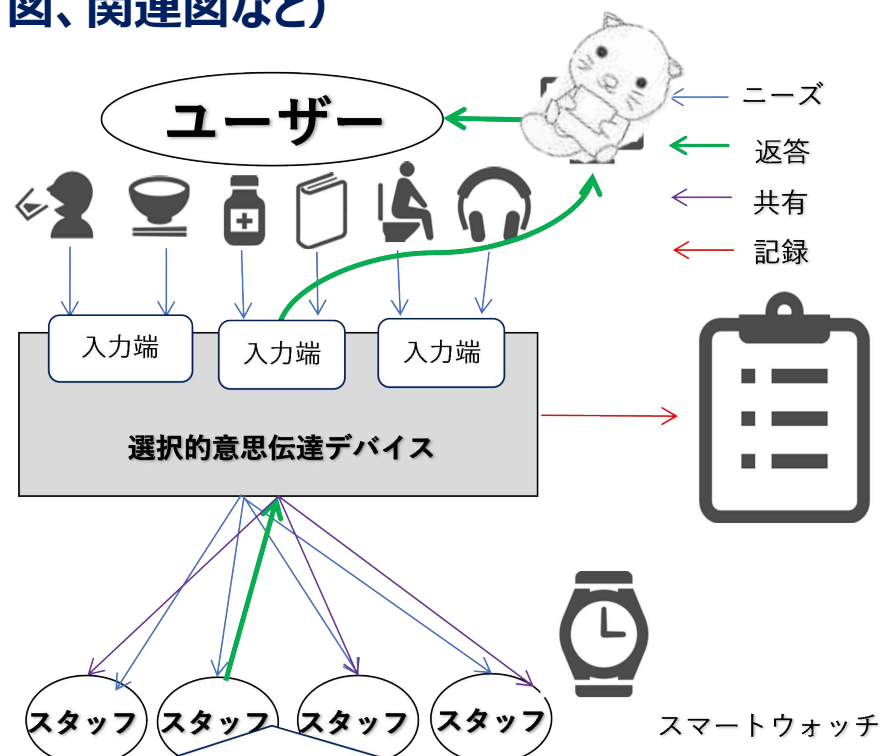 図、関連図など)
ユーザー
ニーズ
返答
共有
記録
入力端
入力端
入力端
選択的意思伝達デバイス
スタッフ
スタッフ
スタッフ
スタッフ
スマートウォッチ